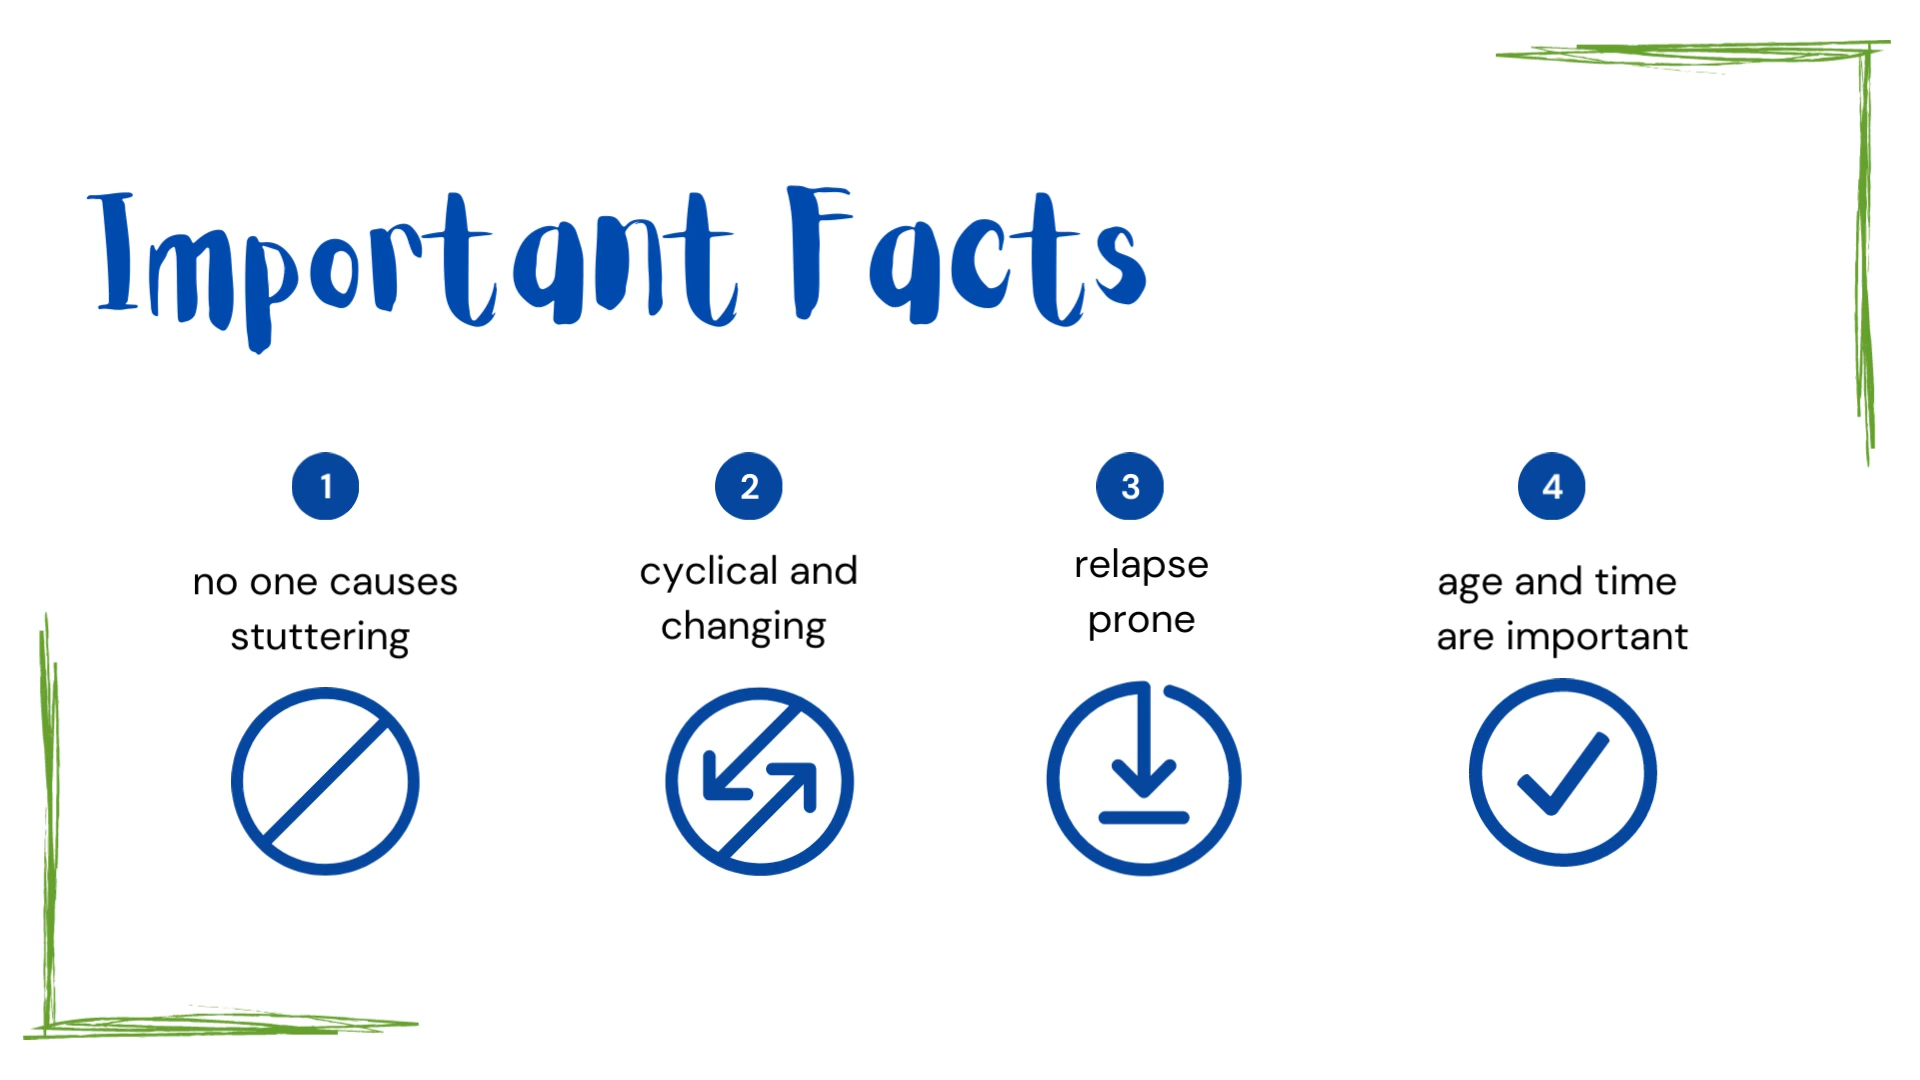 Important Facts
1
no one causes
stuttering
2
cyclical and
changing
3
relapse
prone
4
age and time
are important